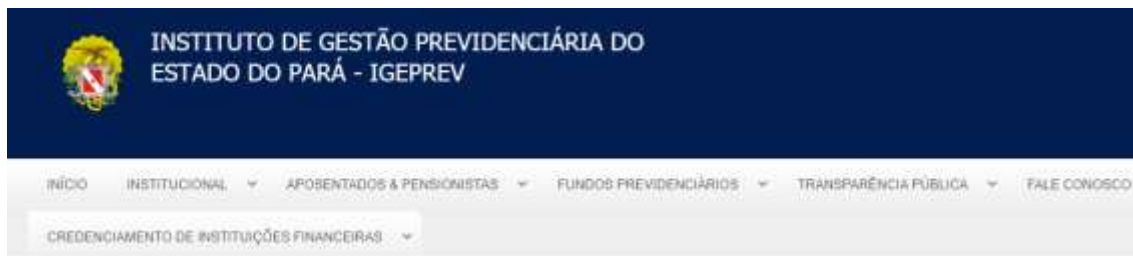 INSTITUTO DE GESTÃO PREVIDENCIÁRIA DO
ESTADO DO PARÁ - IGEPREV
INÍCIO INSTITUCIONAL APOSENTADOS & PENSIONISTAS FUNDOS PREVIDENCIÁRIOS TRANSPARÊNCIA PÚBLICA FALE CONOSCO
CREDENCIAMENTO DE INSTITUIÇÕES FINANCEIRAS